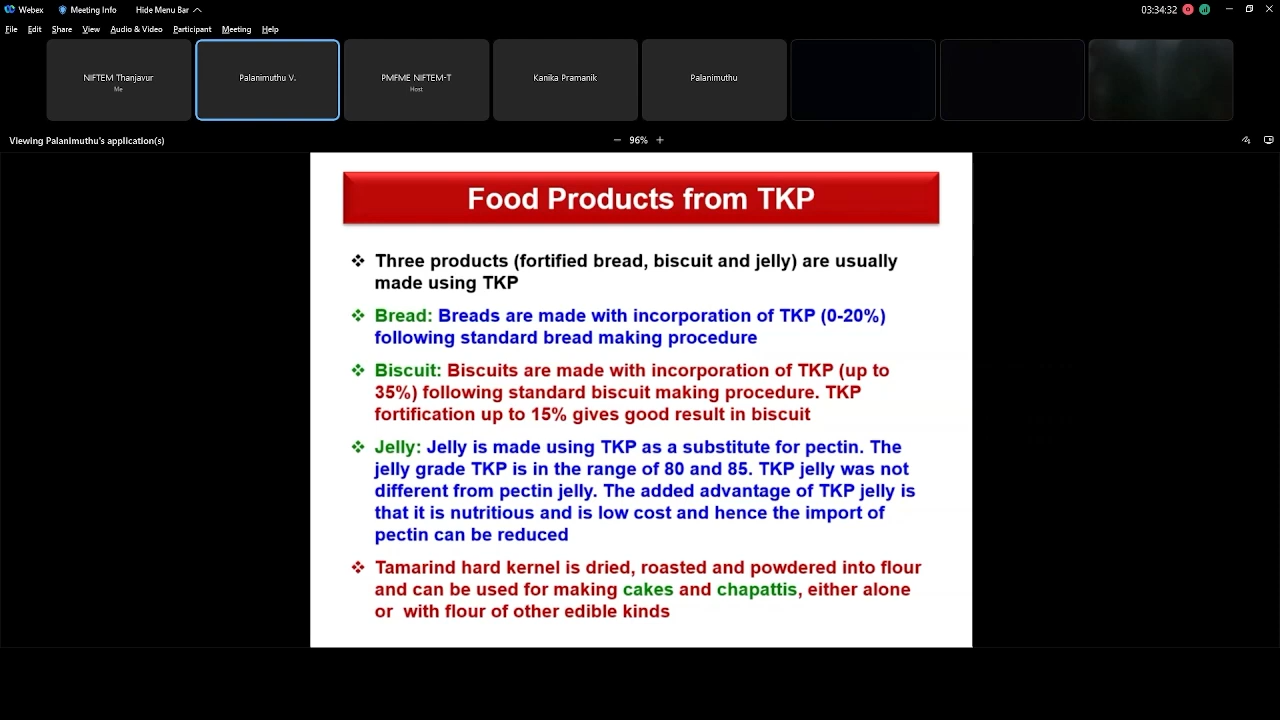 Webex Meeting Info Hide Menu Bar 03:34:32
File Edit Share View Audio & Video Participant Meeting Help
NIFTEM Thanjavur Palanimuthu V. PMFME NIFTEM-T Kanika Pramanik Palanimuthu
Me Host
Viewing Palanimuthu's application(s) 96%
Food Products from TKP
Three products (fortified bread, biscuit and jelly) are usually
made using TKP
Bread: Breads are made with incorporation of TKP (0-20%)
following standard bread making procedure
Biscuit: Biscuits are made with incorporation of TKP (up to
35%) following standard biscuit making procedure. TKP
fortification up to 15% gives good result in biscuit
Jelly: Jelly is made using TKP as a substitute for pectin. The
jelly grade TKP is in the range of 80 and 85. TKP jelly was not
different from pectin jelly. The added advantage of TKP jelly is
that it is nutritious and is low cost and hence the import of
pectin can be reduced
Tamarind hard kernel is dried, roasted and powdered into flour
and can be used for making cakes and chapattis, either alone
or with flour of other edible kinds